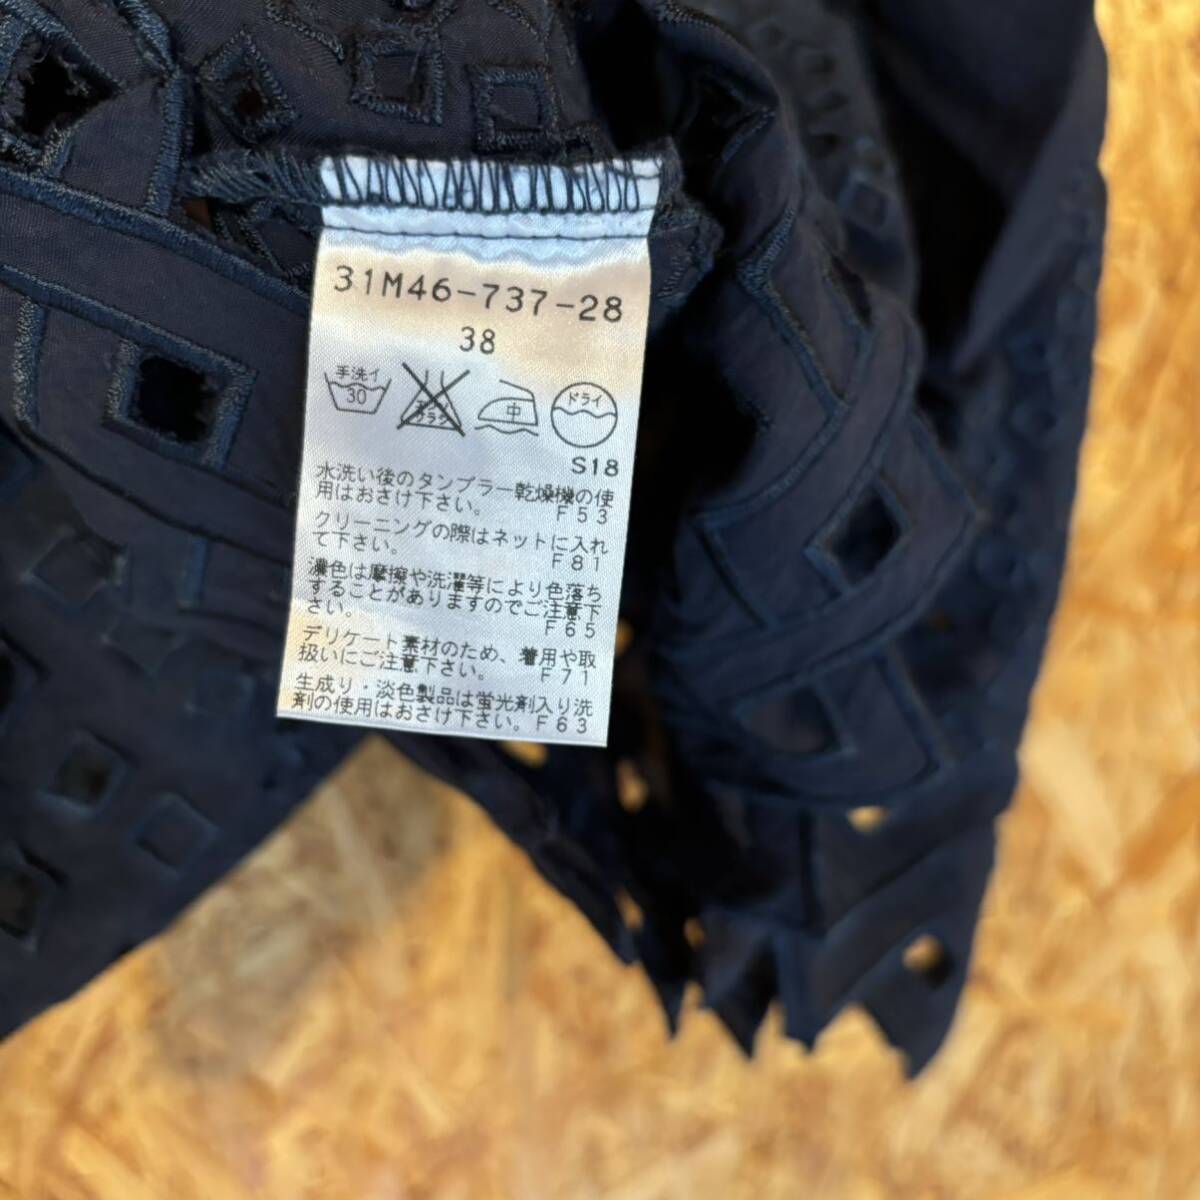 31M46-737-28
38
手洗イ
30
エンソ
サラシ
中
ドライ
S18
水洗い後のタンブラー乾燥機の使
用はおさけ下さい。 F53
クリーニングの際はネットに入れ
て下さい。 F81
濃色は摩擦や洗濯等により色落ち
することがありますのでご注意下
さい。 F65
デリケート素材のため、着用や取
扱いにご注意下さい。 F71
生成り・淡色製品は蛍光剤入り洗
剤の使用はおさけ下さい。F63